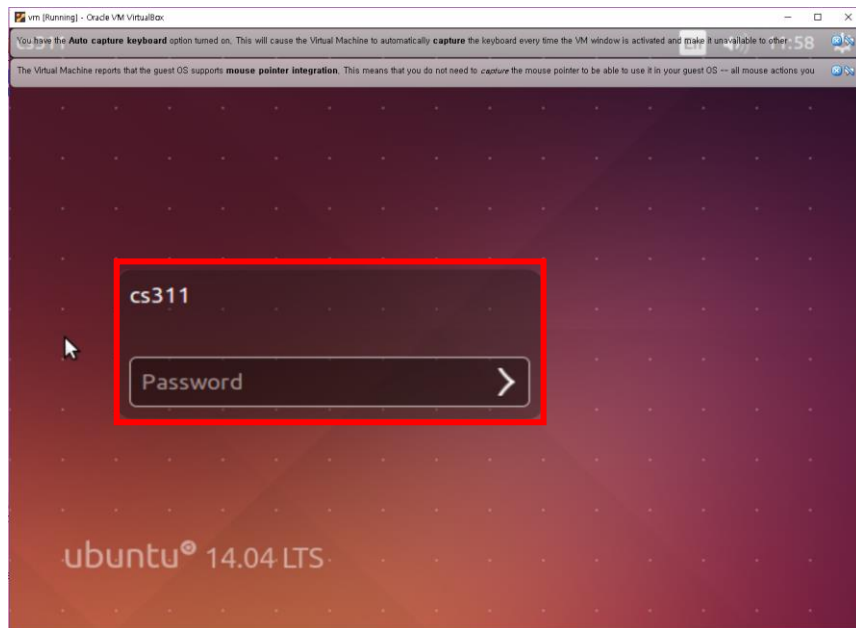 vm [Running] - Oracle VM VirtualBox
You have the Auto capture keyboard option turned on. This will cause the Virtual Machine to automatically capture the keyboard every time the VM window is activated and make it unavailable to other
The Virtual Machine reports that the guest OS supports mouse pointer integration. This means that you do not need to capture the mouse pointer to be able to use it in your guest OS -- all mouse actions you
cs311
Password
ubuntu® 14.04 LTS